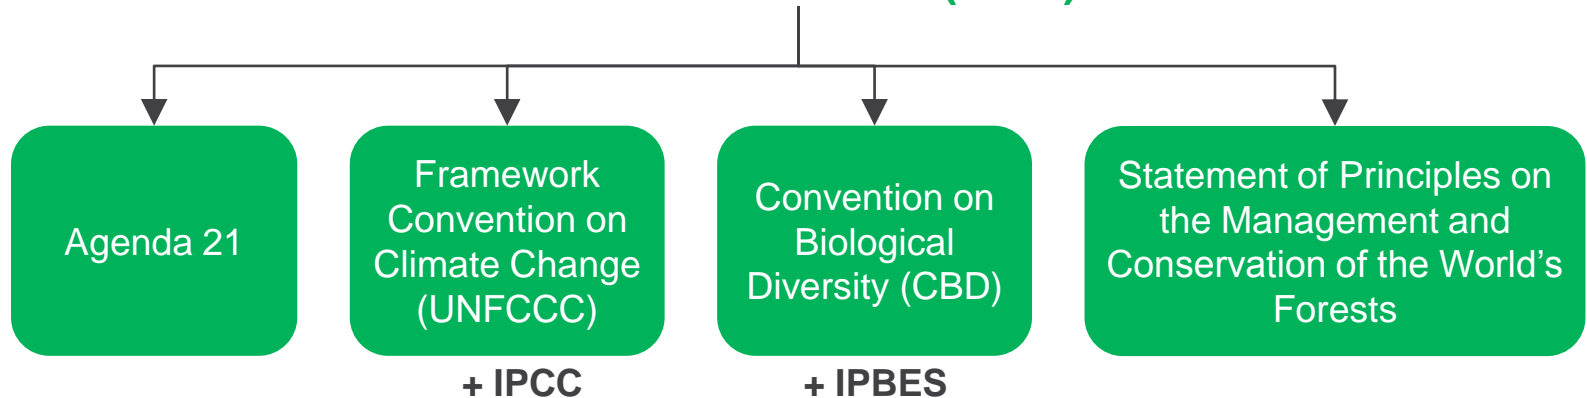 Agenda 21
Framework
Convention on
Climate Change
(UNFCCC)
+ IPCC
Convention on
Biological
Diversity (CBD)
+ IPBES
Statement of Principles on
the Management and
Conservation of the World’s
Forests